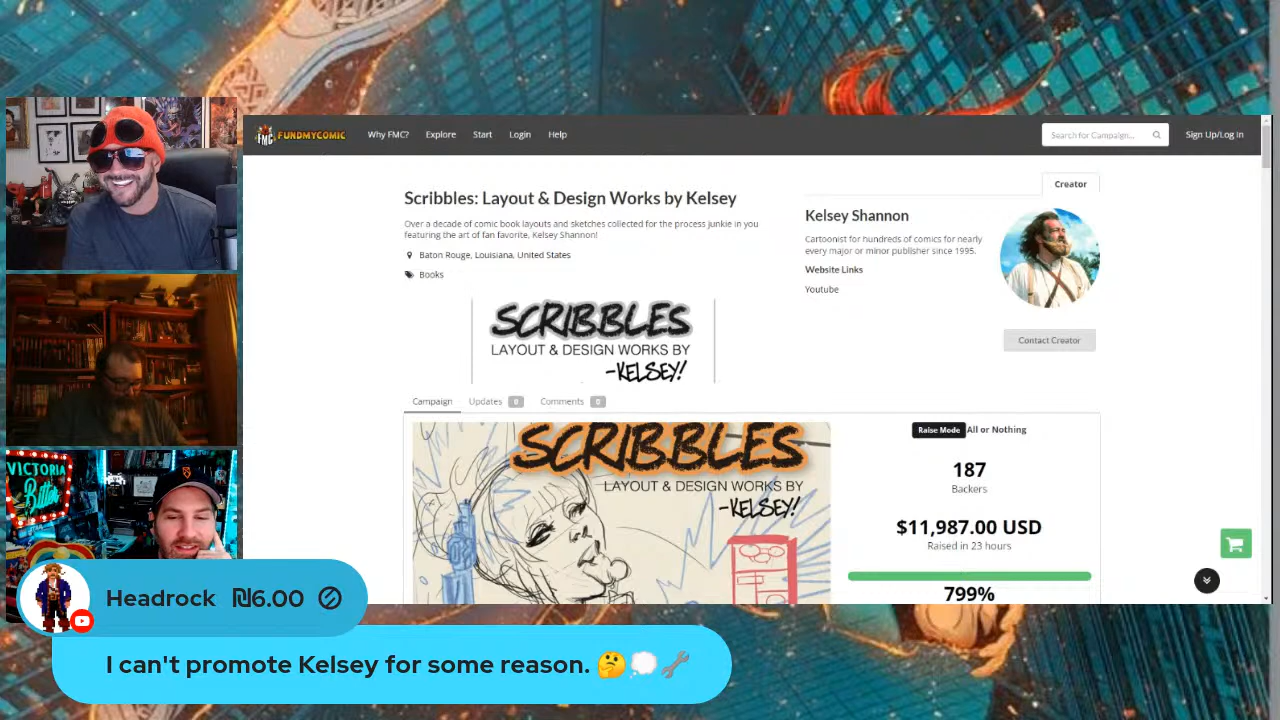 FMC FUNDMYCOMIC
Why FMC? Explore Start Login Help
Search for Campaign...
Sign Up/Log In
Scribbles: Layout & Design Works by Kelsey
Over a decade of comic book layouts and sketches collected for the process junkie in you
featuring the art of fan favorite, Kelsey Shannon!
Baton Rouge, Louisiana, United States
Books
Creator
Kelsey Shannon
Cartoonist for hundreds of comics for nearly
every major or minor publisher since 1995.
Website Links
Youtube
Contact Creator
SCRIBBLES
LAYOUT & DESIGN WORKS BY
-KELSEY!
Campaign Updates 0 Comments 0
SCRIBBLES
LAYOUT & DESIGN WORKS BY
-KELSEY!
Raise Mode All or Nothing
187
Backers
$11,987.00 USD
Raised in 23 hours
799%
VICTORIA
Bitter
Headrock ₪6.00
I can't promote Kelsey for some reason. 🤔💭🔧